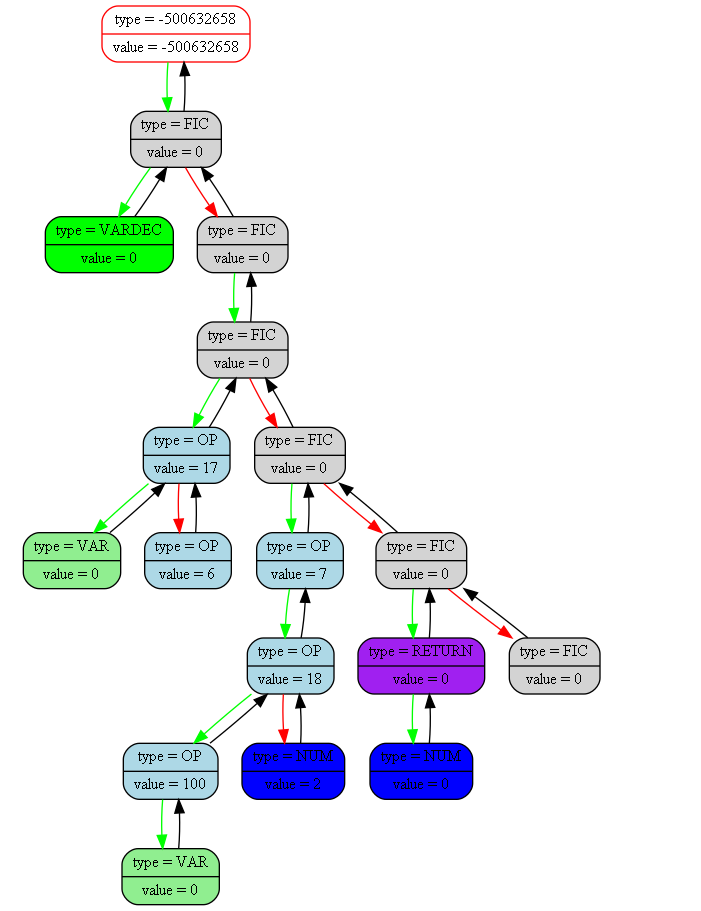 type = -500632658
value = -500632658
type = FIC
value = 0
type = VARDEC
value = 0
type = FIC
value = 0
type = FIC
value = 0
type = OP
value = 17
type = FIC
value = 0
type = VAR
value = 0
type = OP
value = 6
type = OP
value = 7
type = FIC
value = 0
type = OP
value = 18
type = RETURN
value = 0
type = FIC
value = 0
type = OP
value = 100
type = NUM
value = 2
type = NUM
value = 0
type = VAR
value = 0